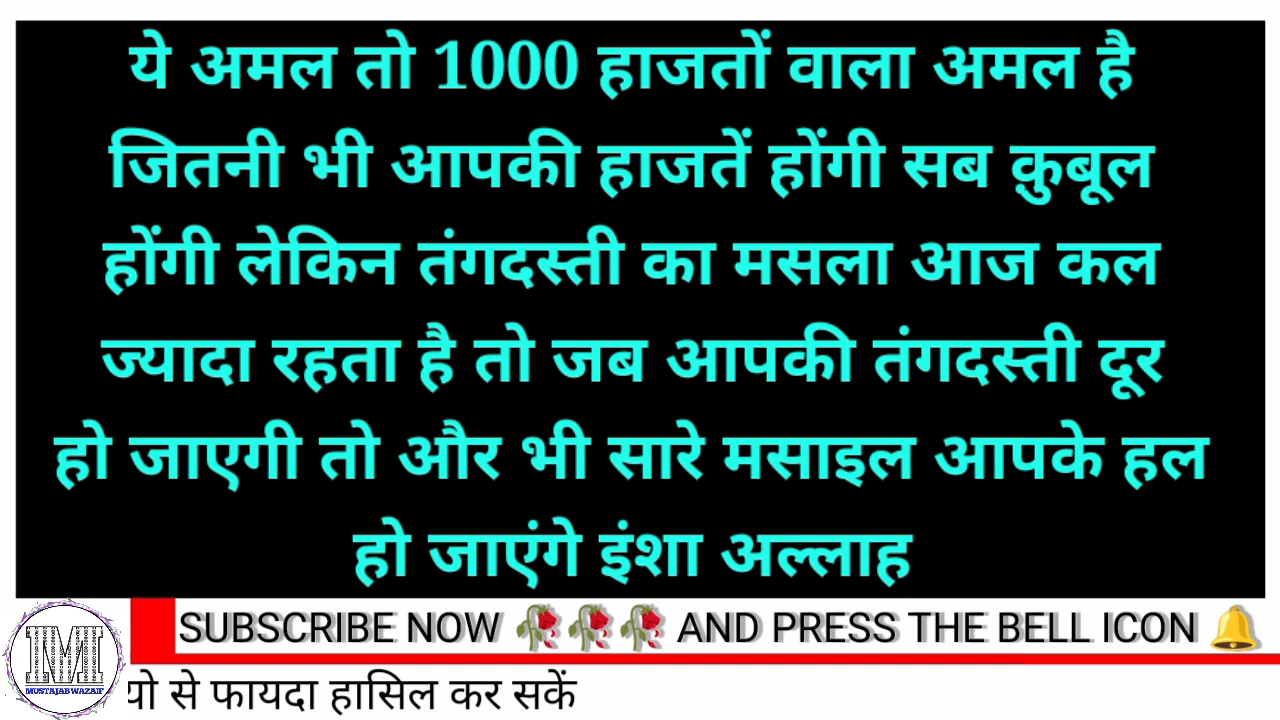 ये अमल तो 1000 हाजतों वाला अमल है
जितनी भी आपकी हाजतें होंगी सब क़ुबूल
होंगी लेकिन तंगदस्ती का मसला आज कल
ज्यादा रहता है तो जब आपकी तंगदस्ती दूर
हो जाएगी तो और भी सारे मसाइल आपके हल
हो जाएंगे इंशा अल्लाह
SUBSCRIBE NOW 🥀🥀🥀 AND PRESS THE BELL ICON 🔔
MUSTAJAB WAZAIF
से फायदा हासिल कर सकें